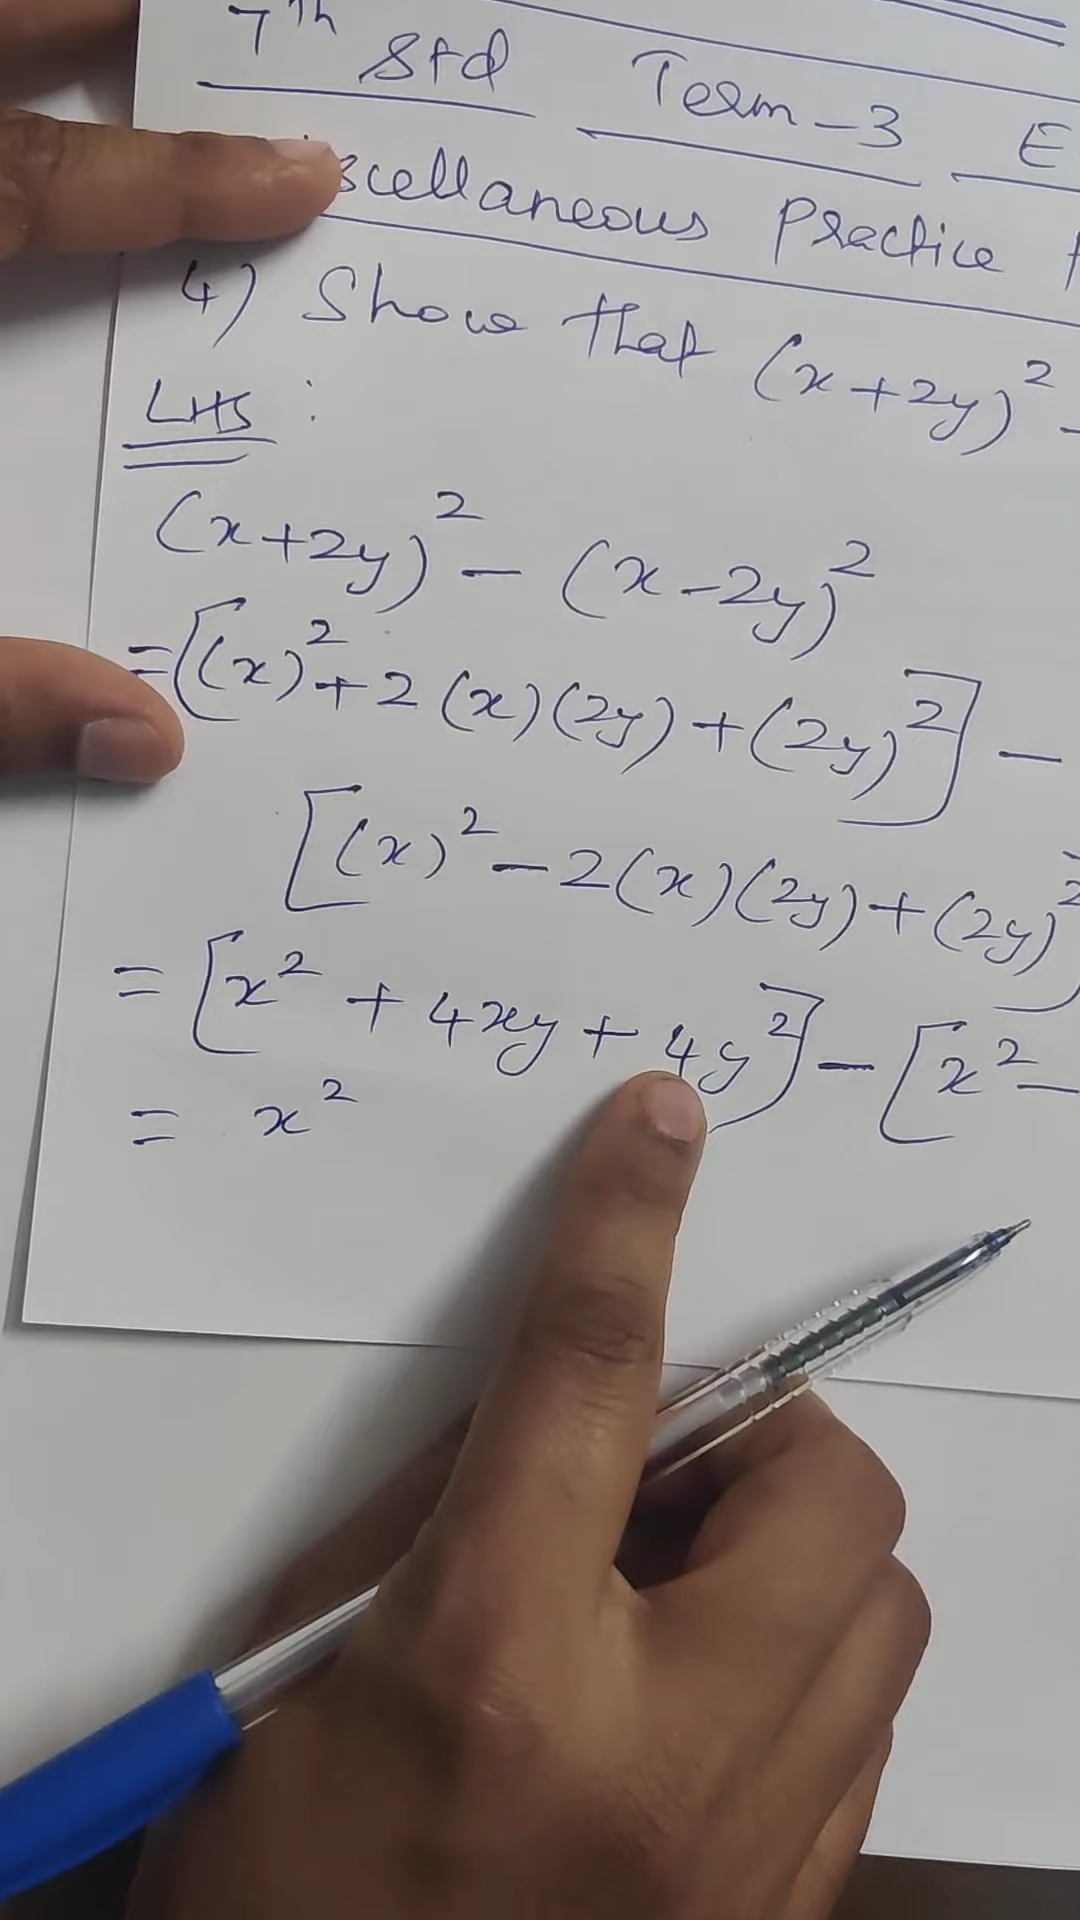 7th Std Term-3 E
scellaneous Practice
4) Show that (x+2y)² -
LHS :
(x+2y)² - (x-2y)²
= [(x)² + 2(x)(2y) + (2y)²] -
[(x)² - 2(x)(2y) + (2y)²
= [x² + 4xy + 4y²] - [x² -
= x²